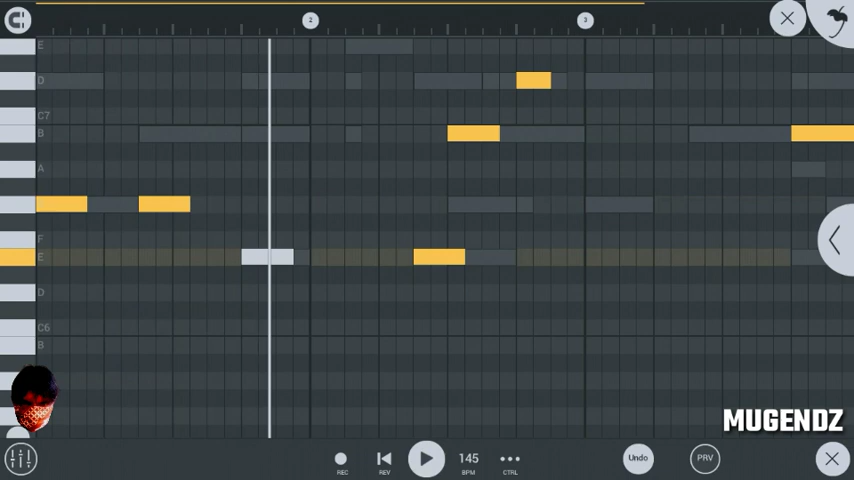 2
3
E
D
C7
B
A
F
E
D
C6
B
MUGENDZ
145
Undo
PRV
REC
REV
BPM
CTRL